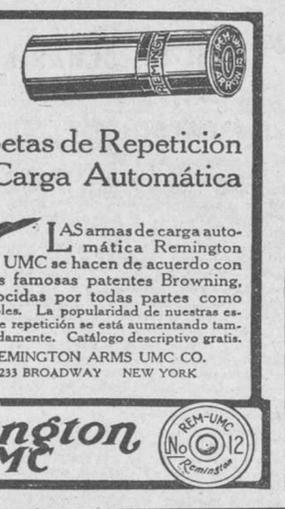 REMINGTON
REM-UMC
12
etas de Repetición
Carga Automática
LAS armas de carga auto-
mática Remington
UMC se hacen de acuerdo con
s famosas patentes Browning,
ocidas por todas partes como
les. La popularidad de nuestras es-
e repetición se está aumentando tam-
damente. Catálogo descriptivo gratis.
EMINGTON ARMS UMC CO.
233 BROADWAY NEW YORK
ngton,
MC
REM-UMC
No 12
Remington